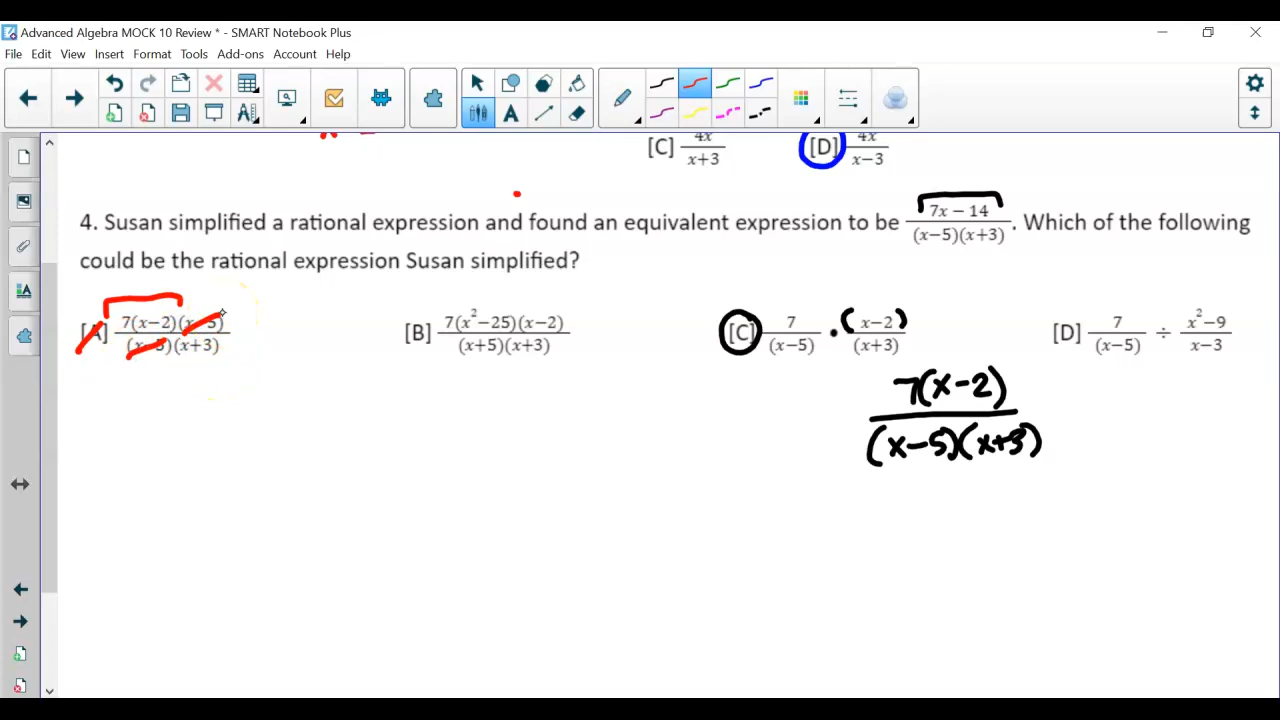 Advanced Algebra MOCK 10 Review * - SMART Notebook Plus
File Edit View Insert Format Tools Add-ons Account Help
[C] 4x/(x+3) [D] 4x/(x−3)
4. Susan simplified a rational expression and found an equivalent expression to be (7x − 14)/((x−5)(x+3)). Which of the following
could be the rational expression Susan simplified?
[A] 7(x−2)(x−5)/((x−5)(x+3)) [B] 7(x²−25)(x−2)/((x+5)(x+3)) [C] 7/(x−5) • (x−2)/(x+3) [D] 7/(x−5) ÷ (x²−9)/(x−3)
7(x−2)
(x−5)(x+3)